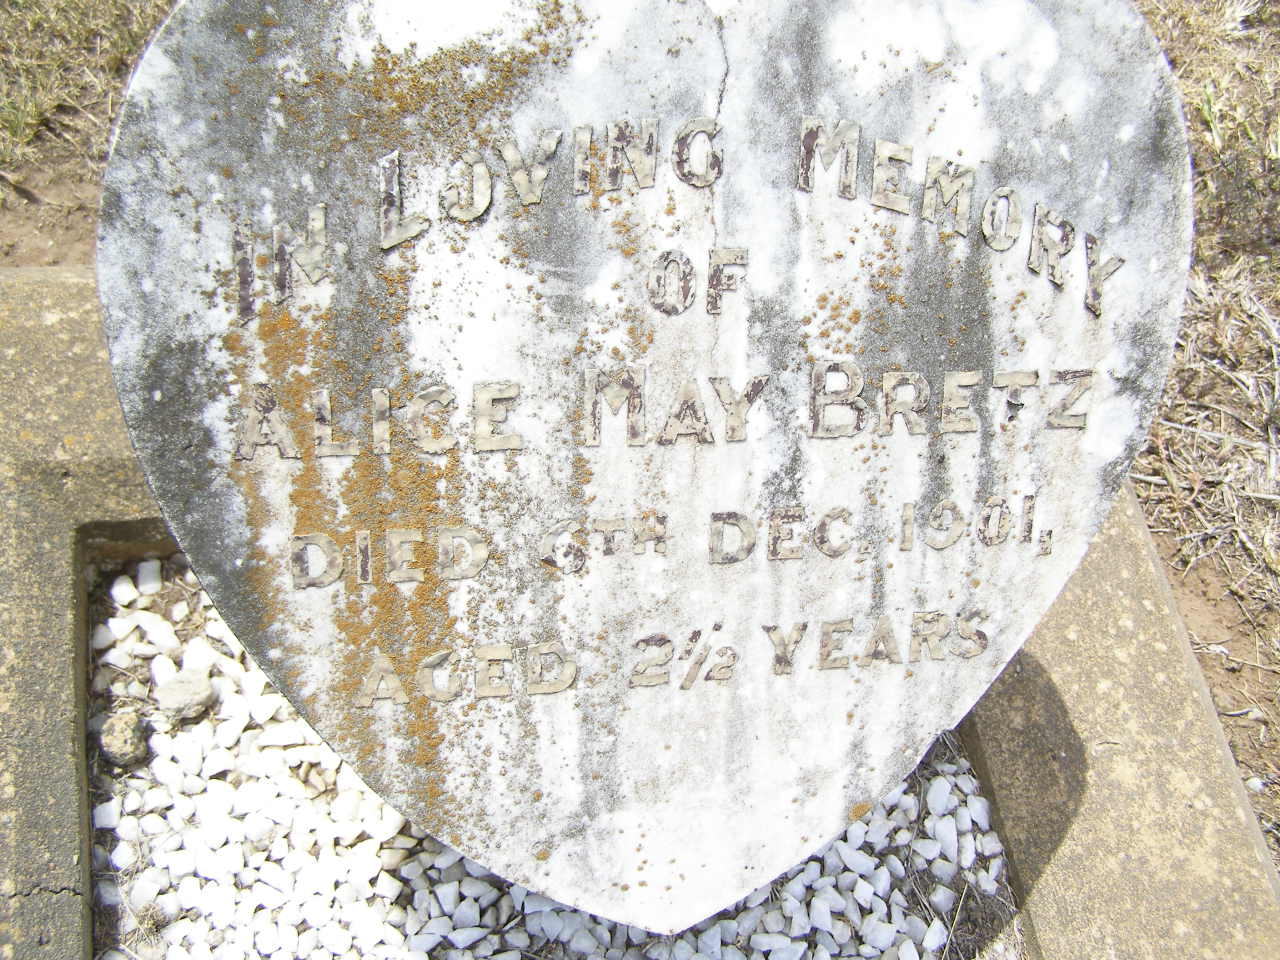 IN LOVING MEMORY
OF
ALICE MAY BRETZ
DIED 6TH DEC. 1901,
AGED 2½ YEARS